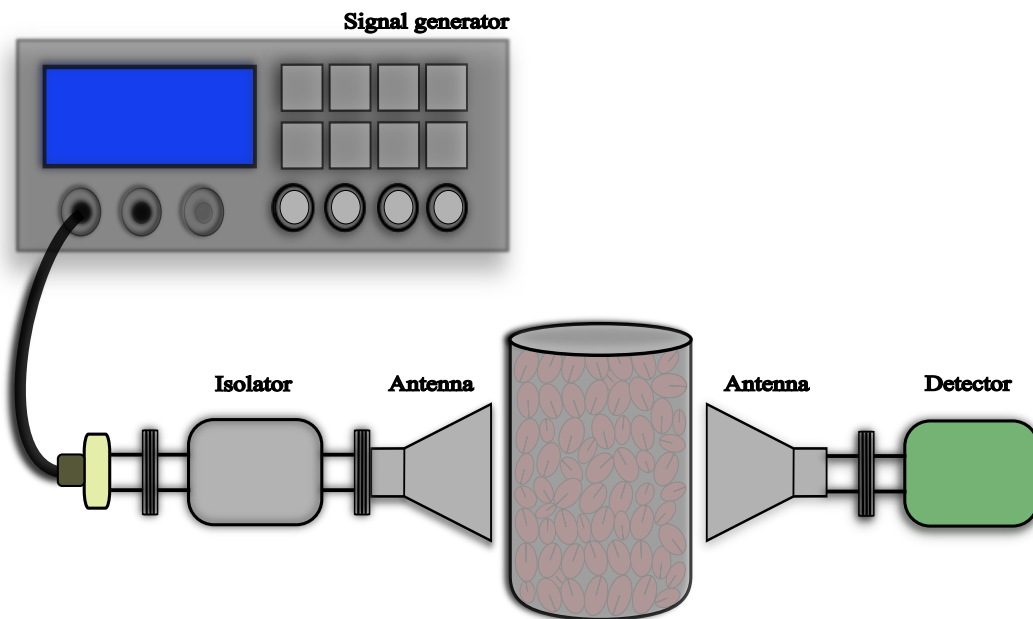 Signal generator
Isolator
Antenna
Antenna
Detector